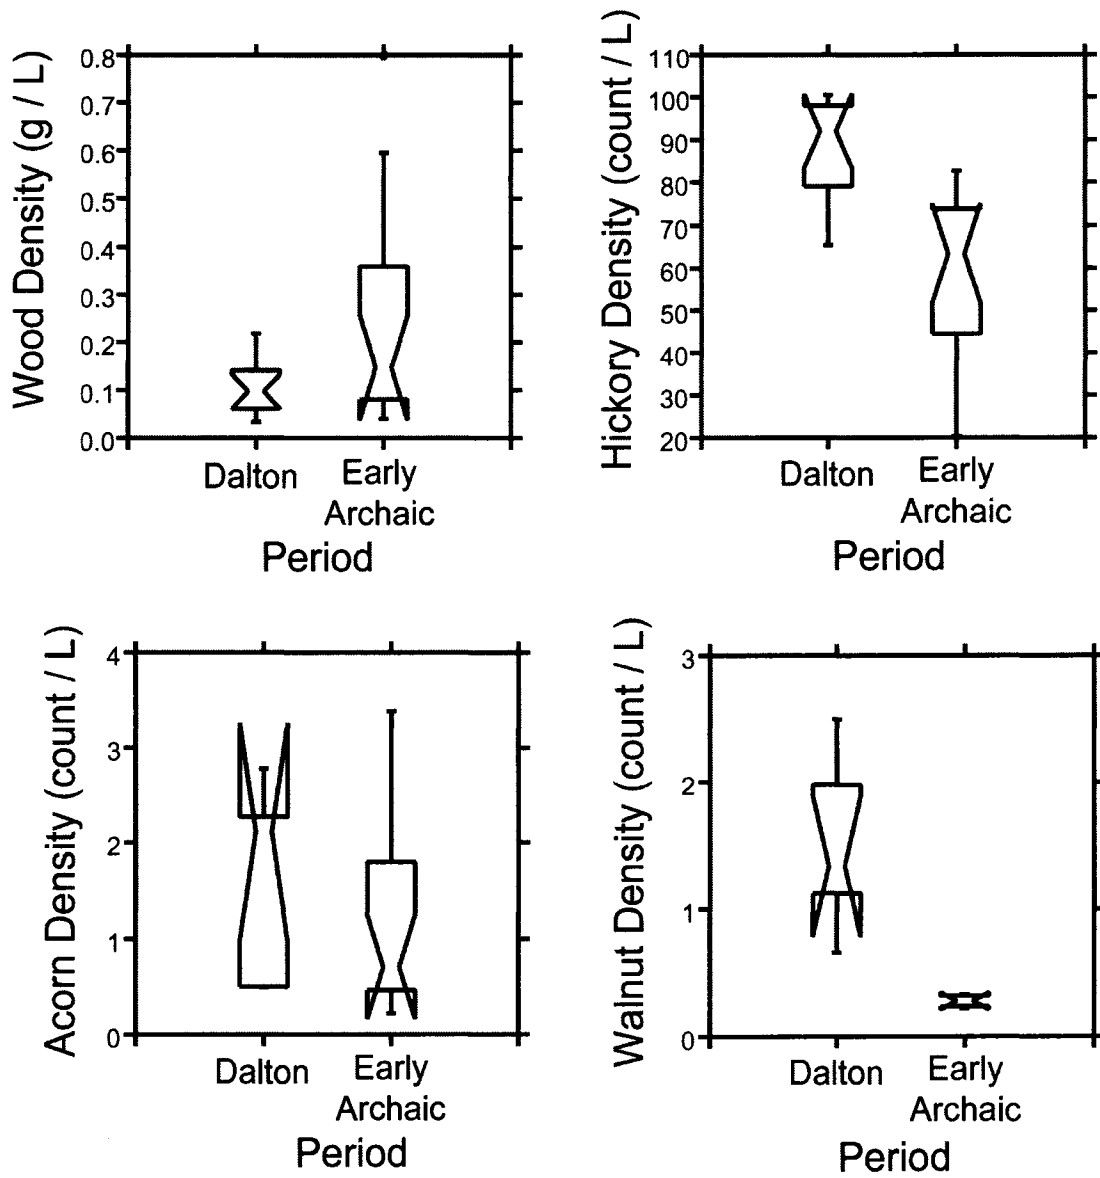 Wood Density (g / L)
0.8
0.7
0.6
0.5
0.4
0.3
0.2
0.1
0.0
Dalton
Early
Archaic
Period
Hickory Density (count / L)
110
100
90
80
70
60
50
40
30
20
Dalton
Early
Archaic
Period
Acorn Density (count / L)
4
3
2
1
0
Dalton
Early
Archaic
Period
Walnut Density (count / L)
3
2
1
0
Dalton
Early
Archaic
Period